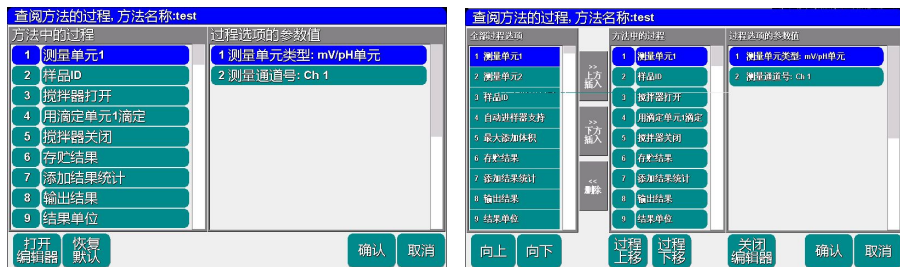 查阅方法的过程, 方法名称:test
方法中的过程
过程选项的参数值
1 测量单元1
2 样品ID
3 搅拌器打开
4 用滴定单元1滴定
5 搅拌器关闭
6 存贮结果
7 添加结果统计
8 输出结果
9 结果单位
1 测量单元类型: mV/pH单元
2 测量通道号: Ch 1
打开编辑器
恢复默认
确认
取消
查阅方法的过程, 方法名称:test
全部过程选项
方法中的过程
过程选项的参数值
1 测量单元1
2 测量单元2
3 样品ID
4 自动进样器支持
5 最大添加体积
6 存贮结果
7 添加结果统计
8 输出结果
9 结果单位
>>
上方
插入
>>
下方
插入
<<
删除
1 测量单元1
2 样品ID
3 搅拌器打开
4 用滴定单元1滴定
5 搅拌器关闭
6 存贮结果
7 添加结果统计
8 输出结果
9 结果单位
1 测量单元类型: mV/pH单元
2 测量通道号: Ch 1
向上
向下
过程上移
过程下移
关闭编辑器
确认
取消